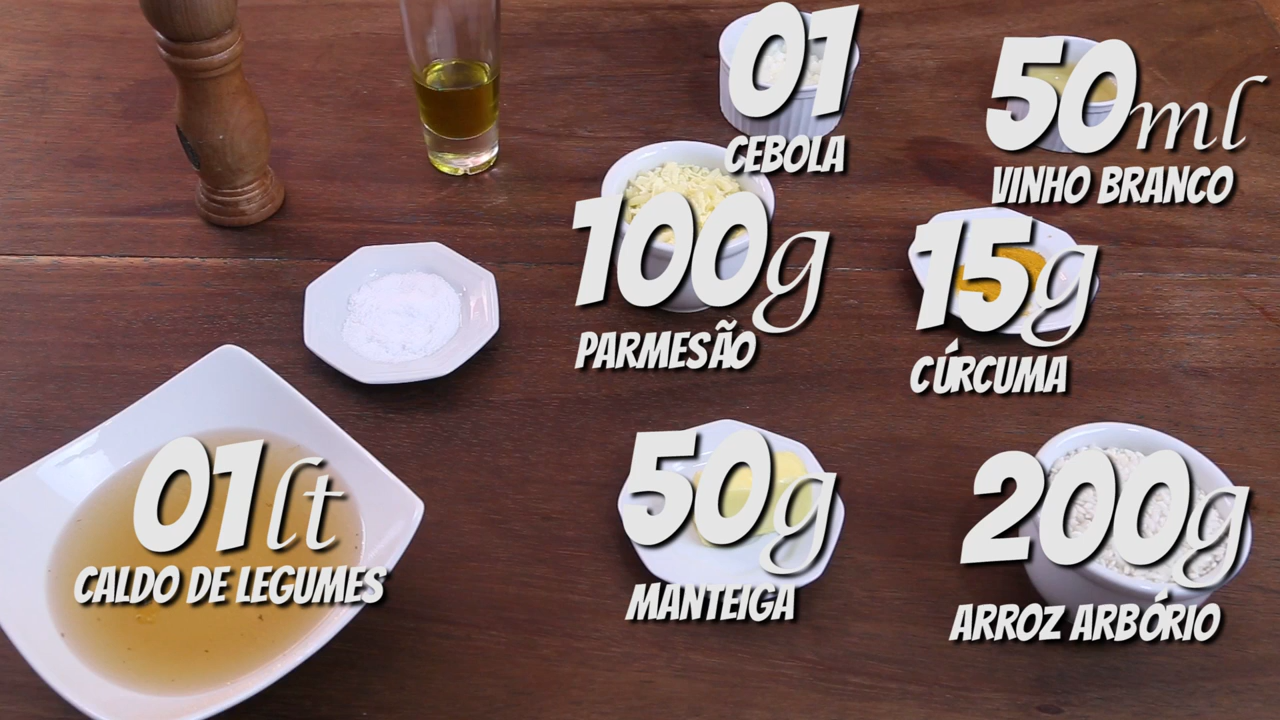 01
CEBOLA
50ml
VINHO BRANCO
100g
PARMESÃO
15g
CÚRCUMA
01lt
CALDO DE LEGUMES
50g
MANTEIGA
200g
ARROZ ARBÓRIO